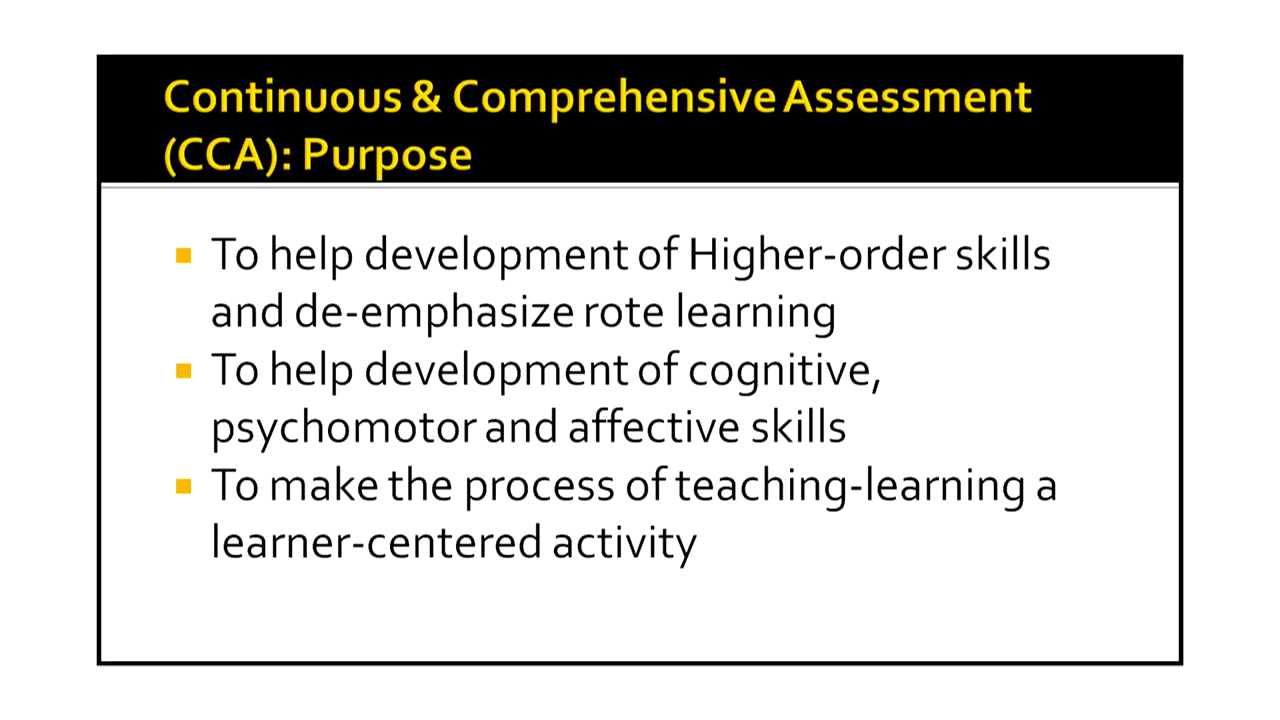 Continuous & Comprehensive Assessment
(CCA): Purpose
To help development of Higher-order skills
and de-emphasize rote learning
To help development of cognitive,
psychomotor and affective skills
To make the process of teaching-learning a
learner-centered activity